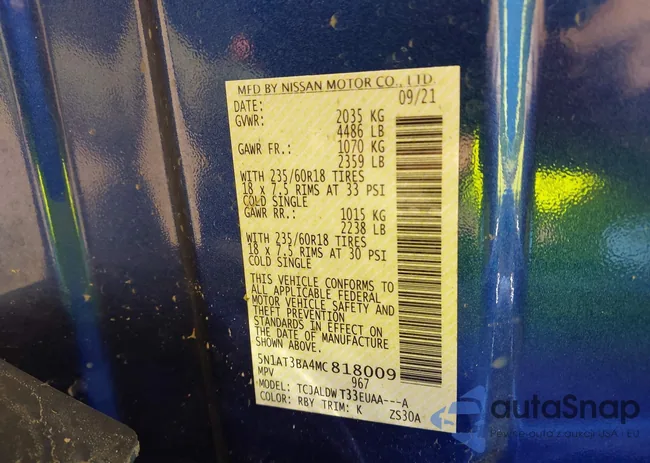 MFD BY NISSAN MOTOR CO., LTD.
DATE: 09/21
GVWR: 2035 KG
4486 LB
GAWR FR.: 1070 KG
2359 LB
WITH 235/60R18 TIRES
18 x 7.5 RIMS AT 33 PSI
COLD SINGLE
GAWR RR.: 1015 KG
2238 LB
WITH 235/60R18 TIRES
18 x 7.5 RIMS AT 30 PSI
COLD SINGLE
THIS VEHICLE CONFORMS TO
ALL APPLICABLE FEDERAL
MOTOR VEHICLE SAFETY AND
THEFT PREVENTION
STANDARDS IN EFFECT ON
THE DATE OF MANUFACTURE
SHOWN ABOVE.
5N1AT3BA4MC818009
MPV 967
MODEL: TCJALDWT33EUAA---A
COLOR: RBY TRIM: K ZS30A
autaSnap